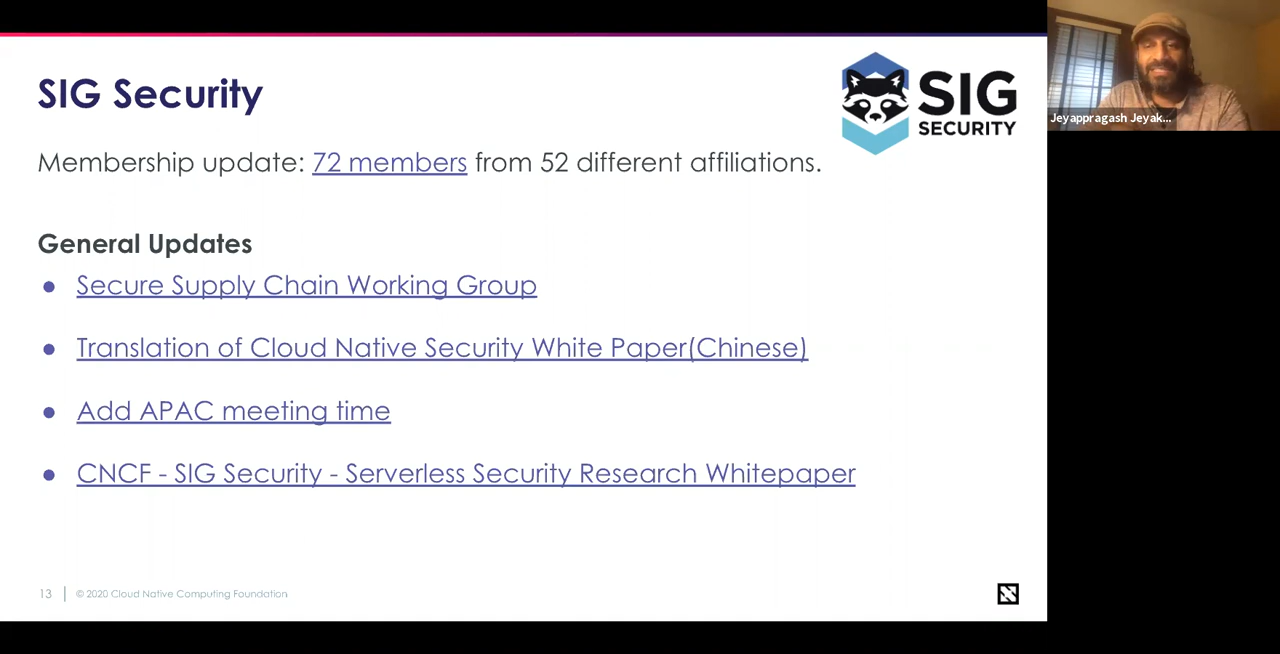 SIG Security
SIG
SECURITY
Jeyappragash Jeyak...
Membership update: 72 members from 52 different affiliations.
General Updates
● Secure Supply Chain Working Group
● Translation of Cloud Native Security White Paper(Chinese)
● Add APAC meeting time
● CNCF - SIG Security - Serverless Security Research Whitepaper
13 | © 2020 Cloud Native Computing Foundation